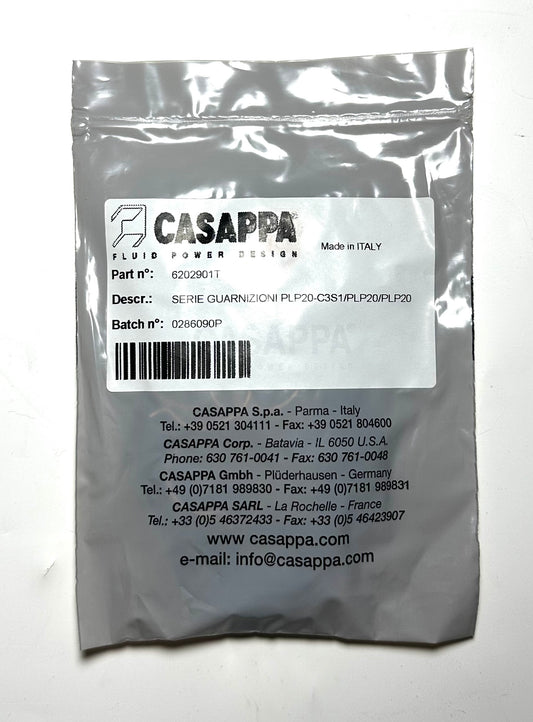 CASAPPA®
FLUID POWER DESIGN
Made in ITALY
Part n°: 6202901T
Descr.: SERIE GUARNIZIONI PLP20-C3S1/PLP20/PLP20
Batch n°: 0286090P
CASAPPA®
POWER DESIGN
CASAPPA S.p.a. - Parma - Italy
Tel.: +39 0521 304111 - Fax: +39 0521 804600
CASAPPA Corp. - Batavia - IL 6050 U.S.A.
Phone: 630 761-0041 - Fax: 630 761-0048
CASAPPA Gmbh - Plüderhausen - Germany
Tel.: +49 (0)7181 989830 - Fax: +49 (0)7181 989831
CASAPPA SARL - La Rochelle - France
Tel.: +33 (0)5 46372433 - Fax: +33 (0)5 46423907
www casappa.com
e-mail: info@casappa.com